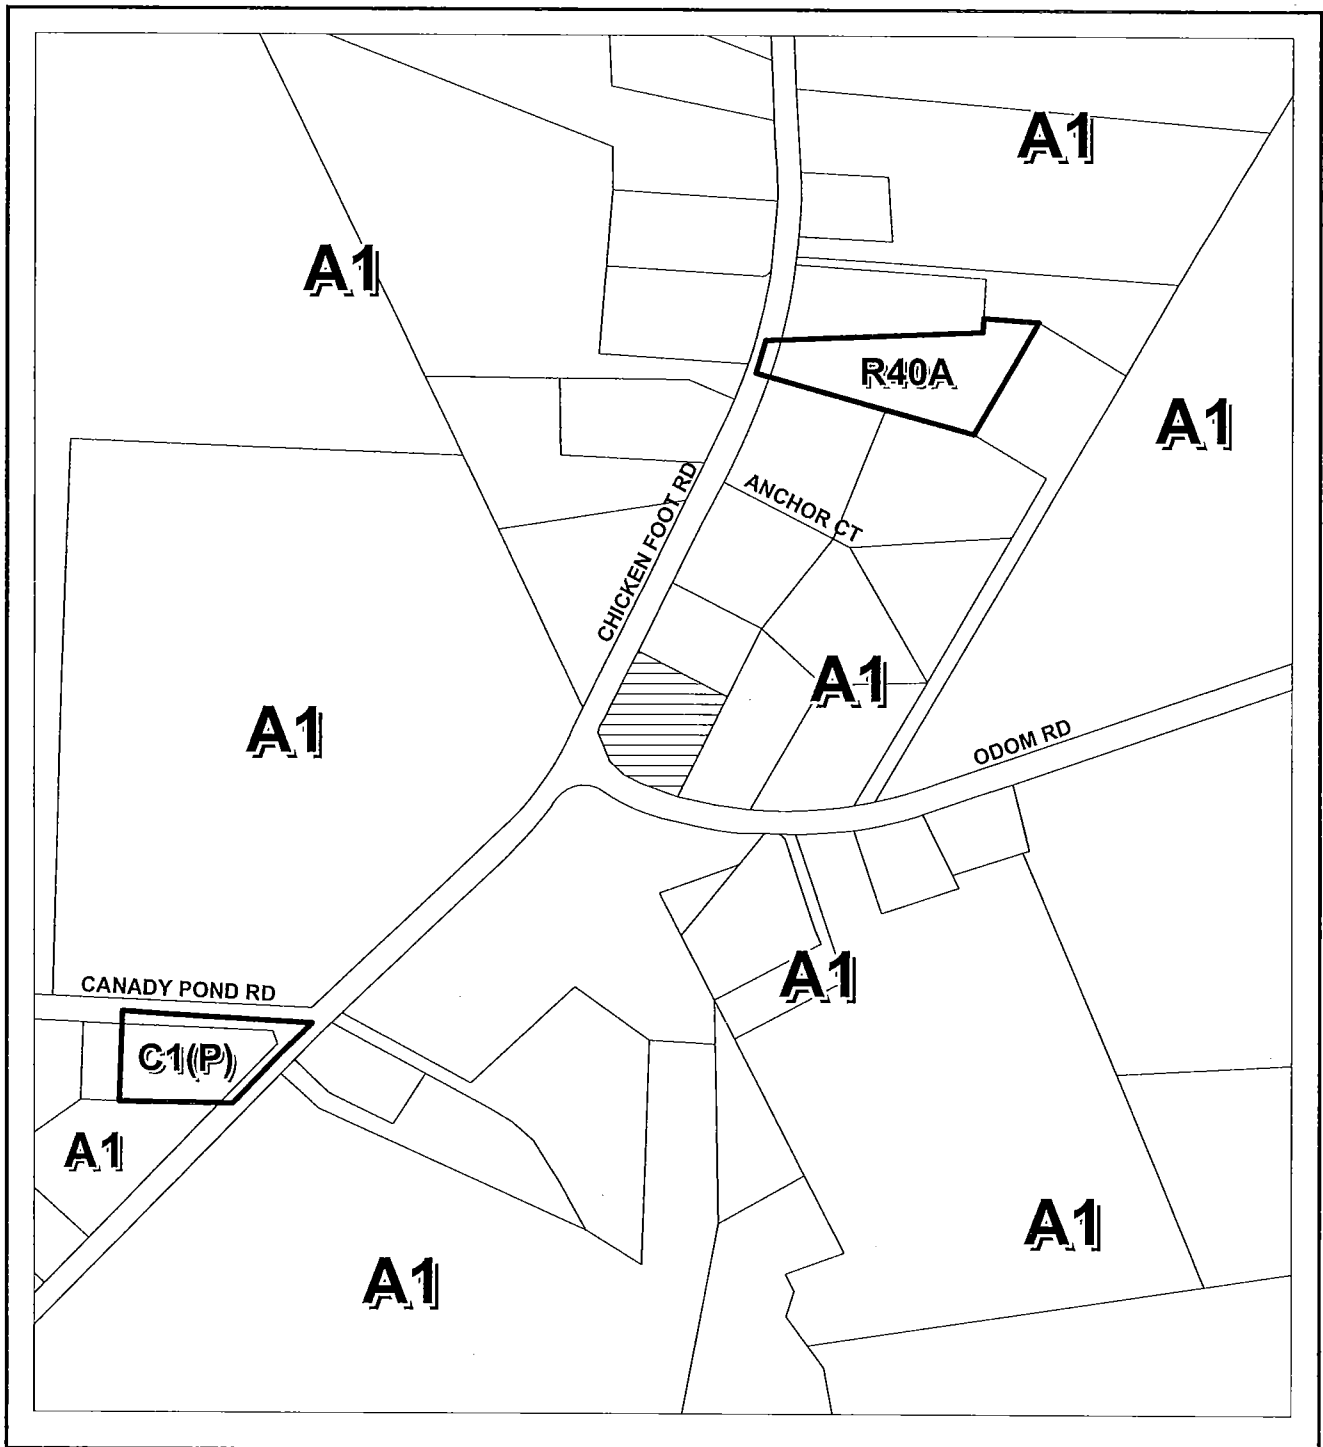 A1
A1
R40A
A1
ANCHOR CT
CHICKEN FOOT RD
A1
A1
ODOM RD
A1
CANADY POND RD
C1(P)
A1
A1
A1